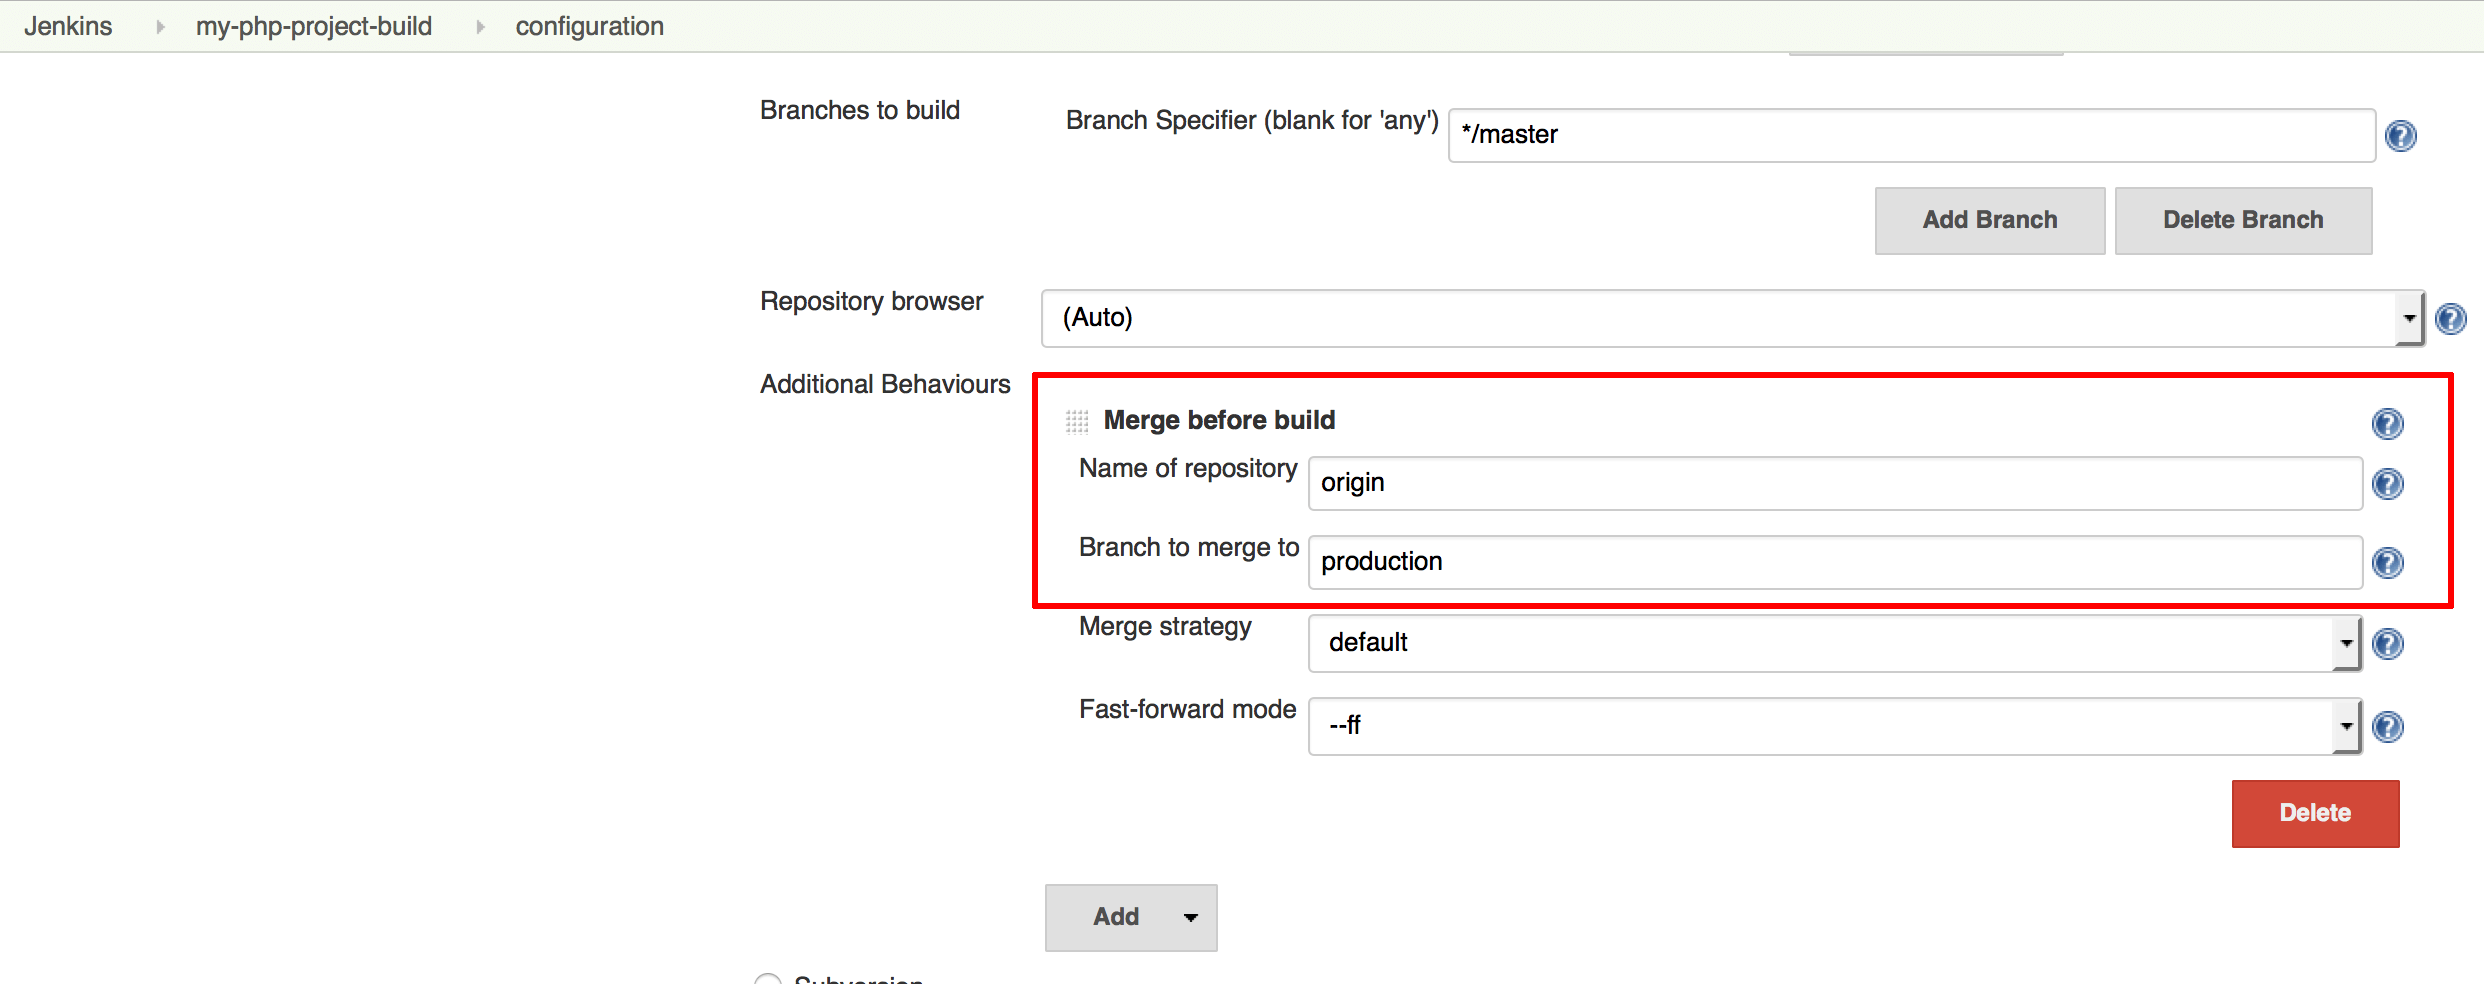 Jenkins my-php-project-build configuration
Branches to build
Branch Specifier (blank for 'any') */master
Add Branch Delete Branch
Repository browser (Auto)
Additional Behaviours
Merge before build
Name of repository origin
Branch to merge to production
Merge strategy default
Fast-forward mode --ff
Delete
Add
Subversion